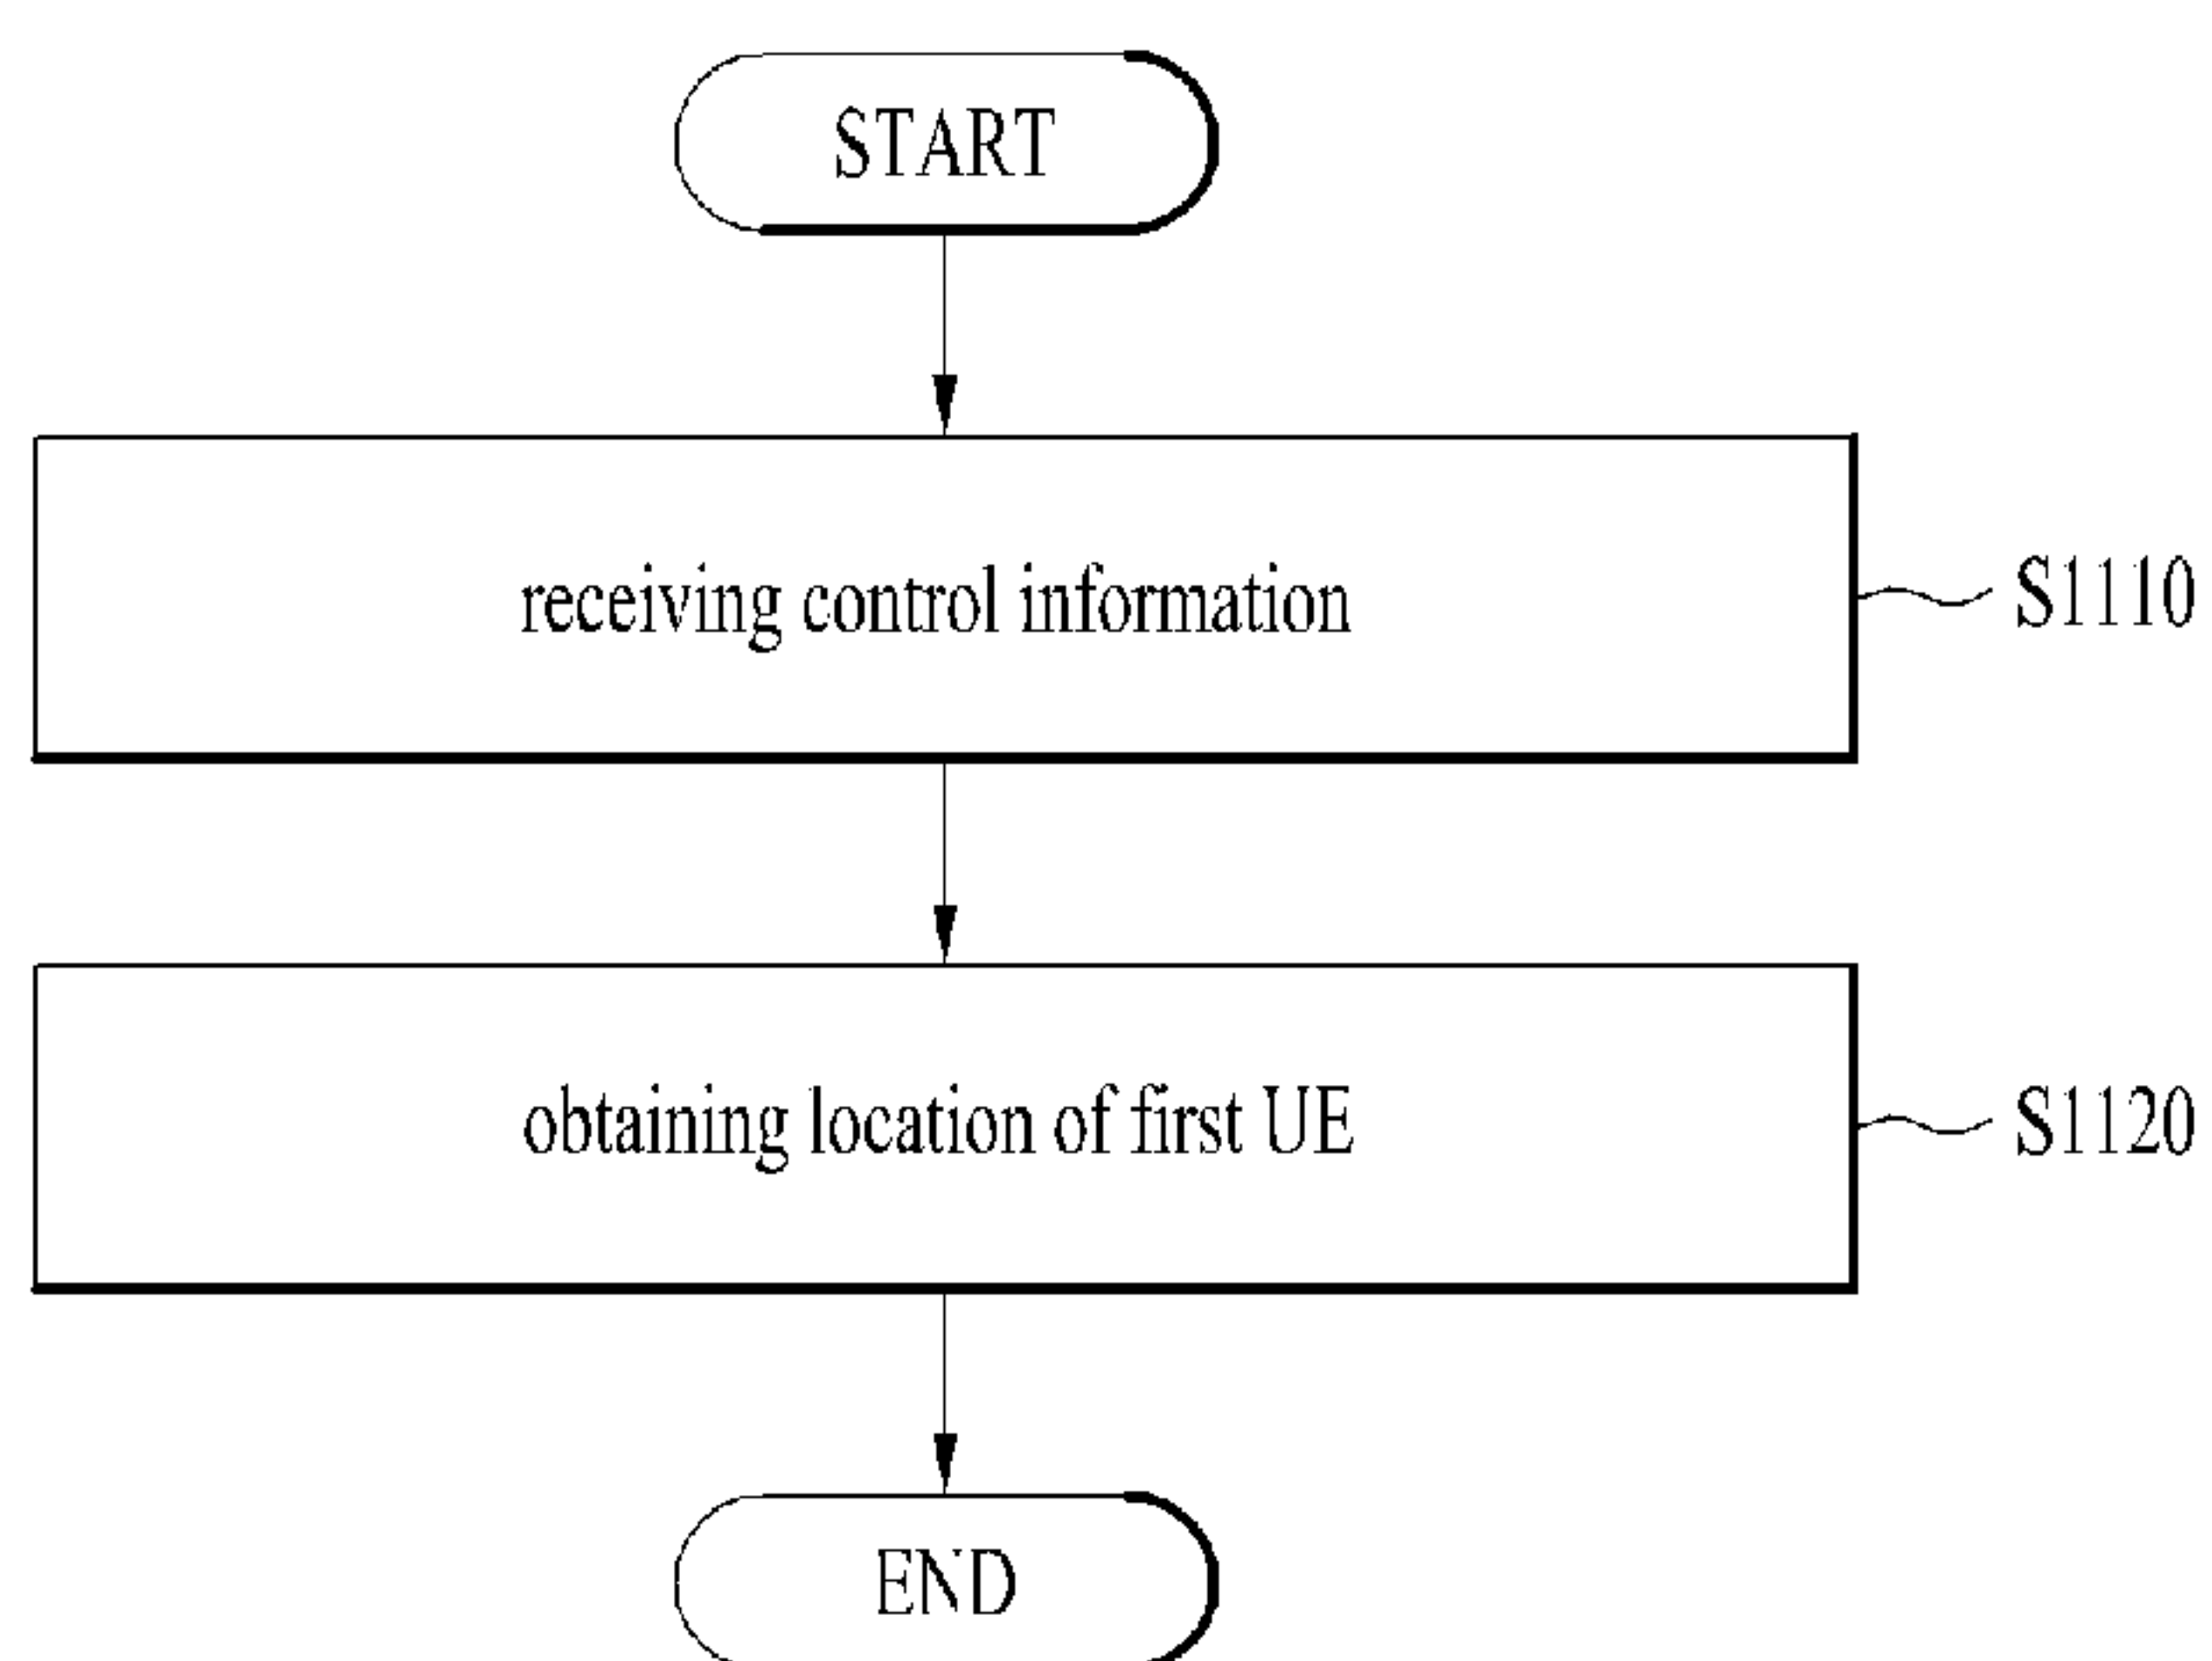 START
receiving control information
S1110
obtaining location of first UE
S1120
END